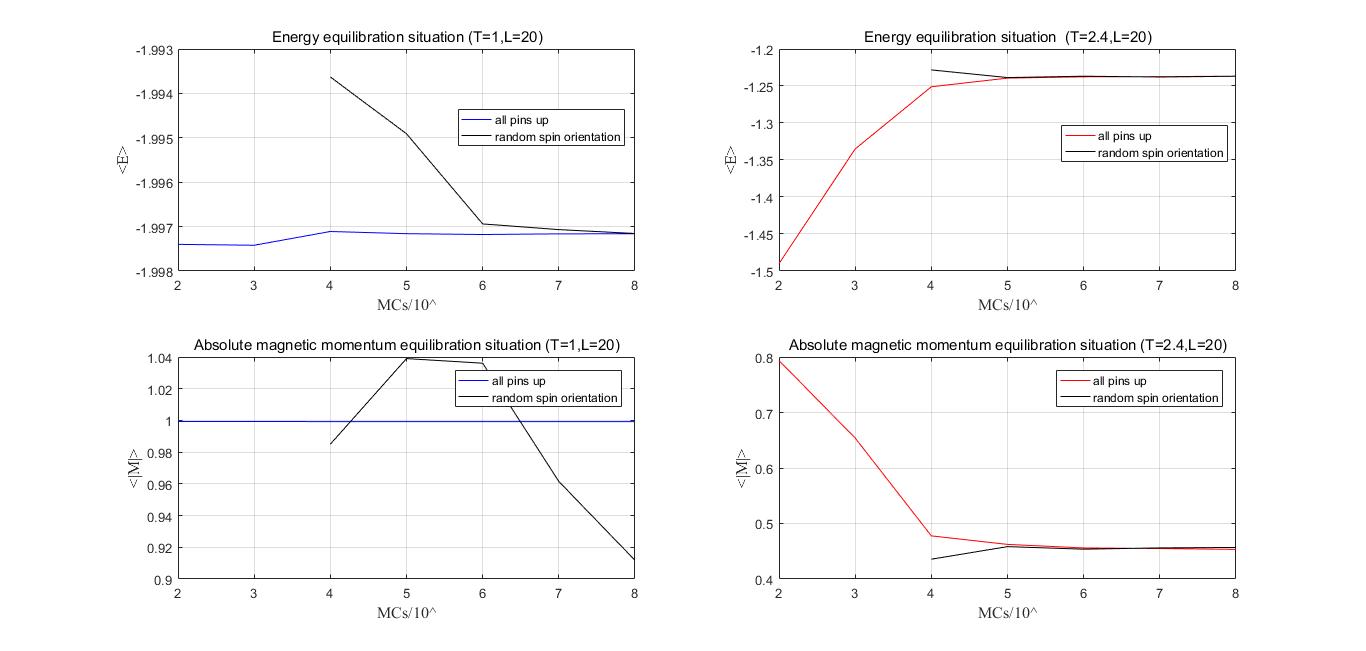 Energy equilibration situation (T=1,L=20)
-1.993
-1.994
-1.995
-1.996
-1.997
-1.998
<E>
all pins up
random spin orientation
2 3 4 5 6 7 8
MCs/10^
Energy equilibration situation (T=2.4,L=20)
-1.2
-1.25
-1.3
-1.35
-1.4
-1.45
-1.5
<E>
all pins up
random spin orientation
2 3 4 5 6 7 8
MCs/10^
Absolute magnetic momentum equilibration situation (T=1,L=20)
1.04
1.02
1
0.98
0.96
0.94
0.92
0.9
<|M|>
all pins up
random spin orientation
2 3 4 5 6 7 8
MCs/10^
Absolute magnetic momentum equilibration situation (T=2.4,L=20)
0.8
0.7
0.6
0.5
0.4
<|M|>
all pins up
random spin orientation
2 3 4 5 6 7 8
MCs/10^